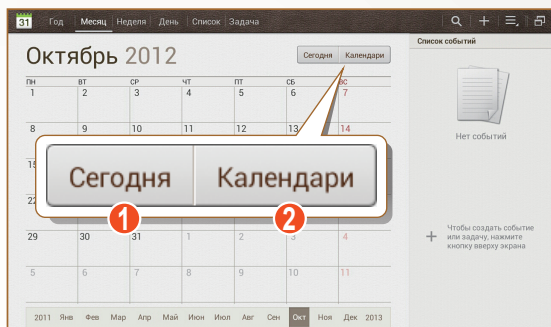 31 Год Месяц Неделя День Список Задача
Октябрь 2012
Сегодня Календари
Список событий
пн вт ср чт пт сб вс
1 2 3 4 5 6 7
8 9 10 11 12 13 14
Нет событий
Сегодня Календари
1 2
29 30 31 1 2 3 4
Чтобы создать событие
или задачу, нажмите
кнопку вверху экрана
5 6 7 8 9 10 11
2011 Янв Фев Мар Апр Май Июн Июл Авг Сен Окт Ноя Дек 2013